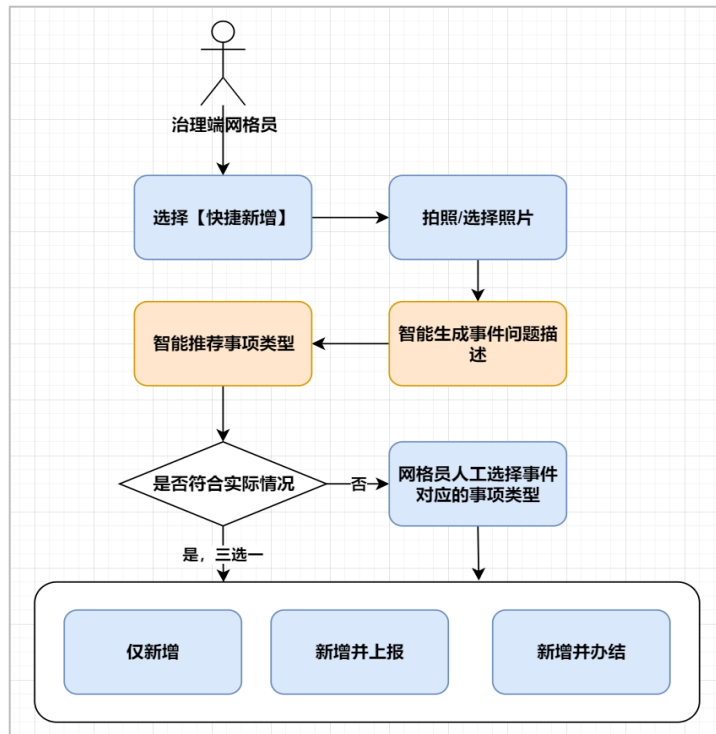 治理端网格员
选择【快捷新增】
拍照/选择照片
智能生成事件问题描
述
智能推荐事项类型
是否符合实际情况
否
网格员人工选择事件
对应的事项类型
是，三选一
仅新增
新增并上报
新增并办结